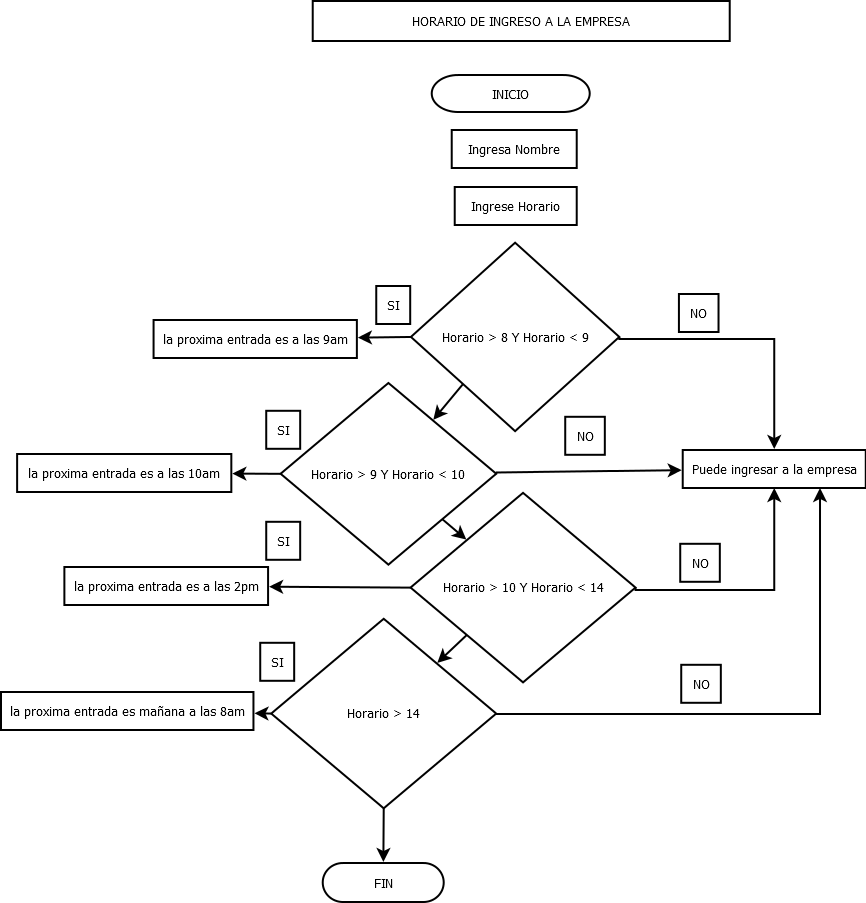 HORARIO DE INGRESO A LA EMPRESA
INICIO
Ingresa Nombre
Ingrese Horario
SI
NO
la proxima entrada es a las 9am
Horario > 8 Y Horario < 9
SI
NO
la proxima entrada es a las 10am
Horario > 9 Y Horario < 10
Puede ingresar a la empresa
SI
NO
la proxima entrada es a las 2pm
Horario > 10 Y Horario < 14
SI
NO
la proxima entrada es mañana a las 8am
Horario > 14
FIN